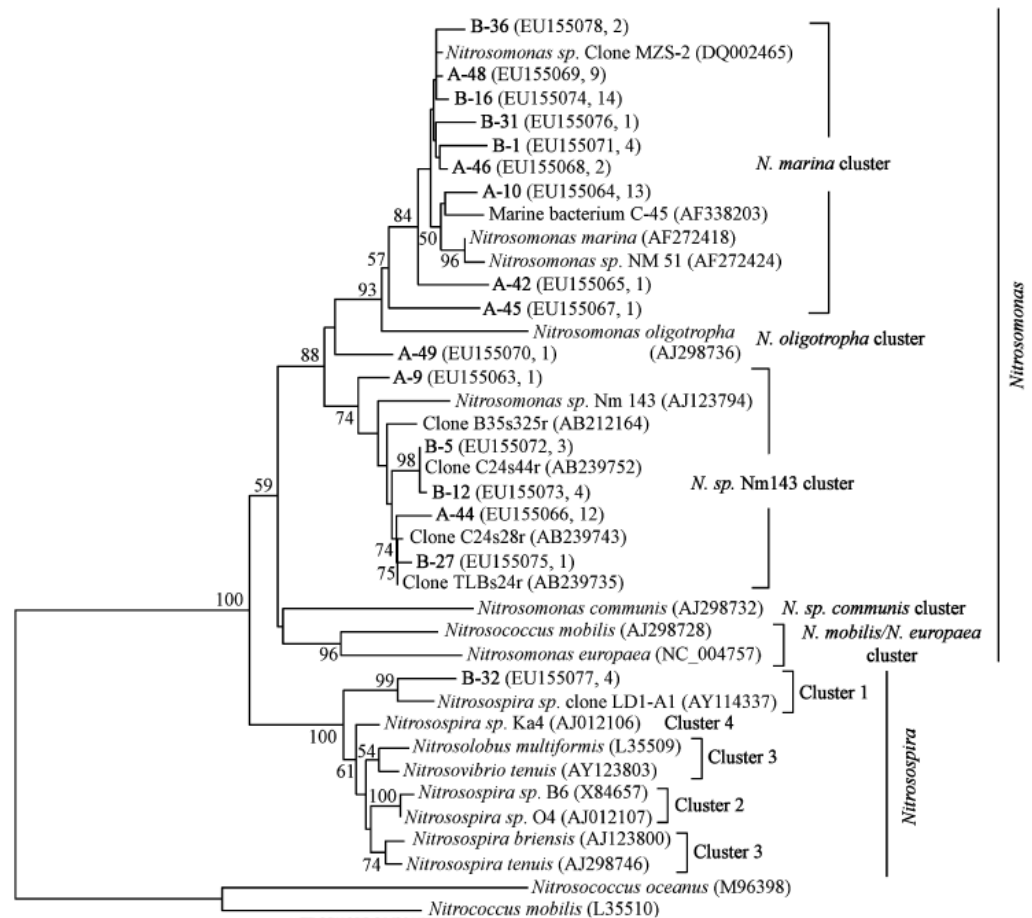 B-36 (EU155078, 2)
Nitrosomonas sp. Clone MZS-2 (DQ002465)
A-48 (EU155069, 9)
B-16 (EU155074, 14)
B-31 (EU155076, 1)
B-1 (EU155071, 4)
A-46 (EU155068, 2)
N. marina cluster
A-10 (EU155064, 13)
84
Marine bacterium C-45 (AF338203)
50
Nitrosomonas marina (AF272418)
57
96
Nitrosomonas sp. NM 51 (AF272424)
A-42 (EU155065, 1)
93
A-45 (EU155067, 1)
Nitrosomonas oligotropha
(AJ298736)
N. oligotropha cluster
88
A-49 (EU155070, 1)
A-9 (EU155063, 1)
74
Nitrosomonas sp. Nm 143 (AJ123794)
Clone B35s325r (AB212164)
B-5 (EU155072, 3)
98
Clone C24s44r (AB239752)
N. sp. Nm143 cluster
59
B-12 (EU155073, 4)
A-44 (EU155066, 12)
Clone C24s28r (AB239743)
74
B-27 (EU155075, 1)
75
Clone TLBs24r (AB239735)
Nitrosomonas
100
Nitrosomonas communis (AJ298732)
N. sp. communis cluster
Nitrosococcus mobilis (AJ298728)
N. mobilis/N. europaea
cluster
96
Nitrosomonas europaea (NC_004757)
99
B-32 (EU155077, 4)
Cluster 1
Nitrosospira sp. clone LD1-A1 (AY114337)
100
Nitrosospira sp. Ka4 (AJ012106)
Cluster 4
54
Nitrosolobus multiformis (L35509)
Cluster 3
61
Nitrosovibrio tenuis (AY123803)
100
Nitrosospira sp. B6 (X84657)
Cluster 2
Nitrosospira sp. O4 (AJ012107)
Nitrosospira briensis (AJ123800)
Cluster 3
74
Nitrosospira tenuis (AJ298746)
Nitrosospira
Nitrosococcus oceanus (M96398)
Nitrococcus mobilis (L35510)